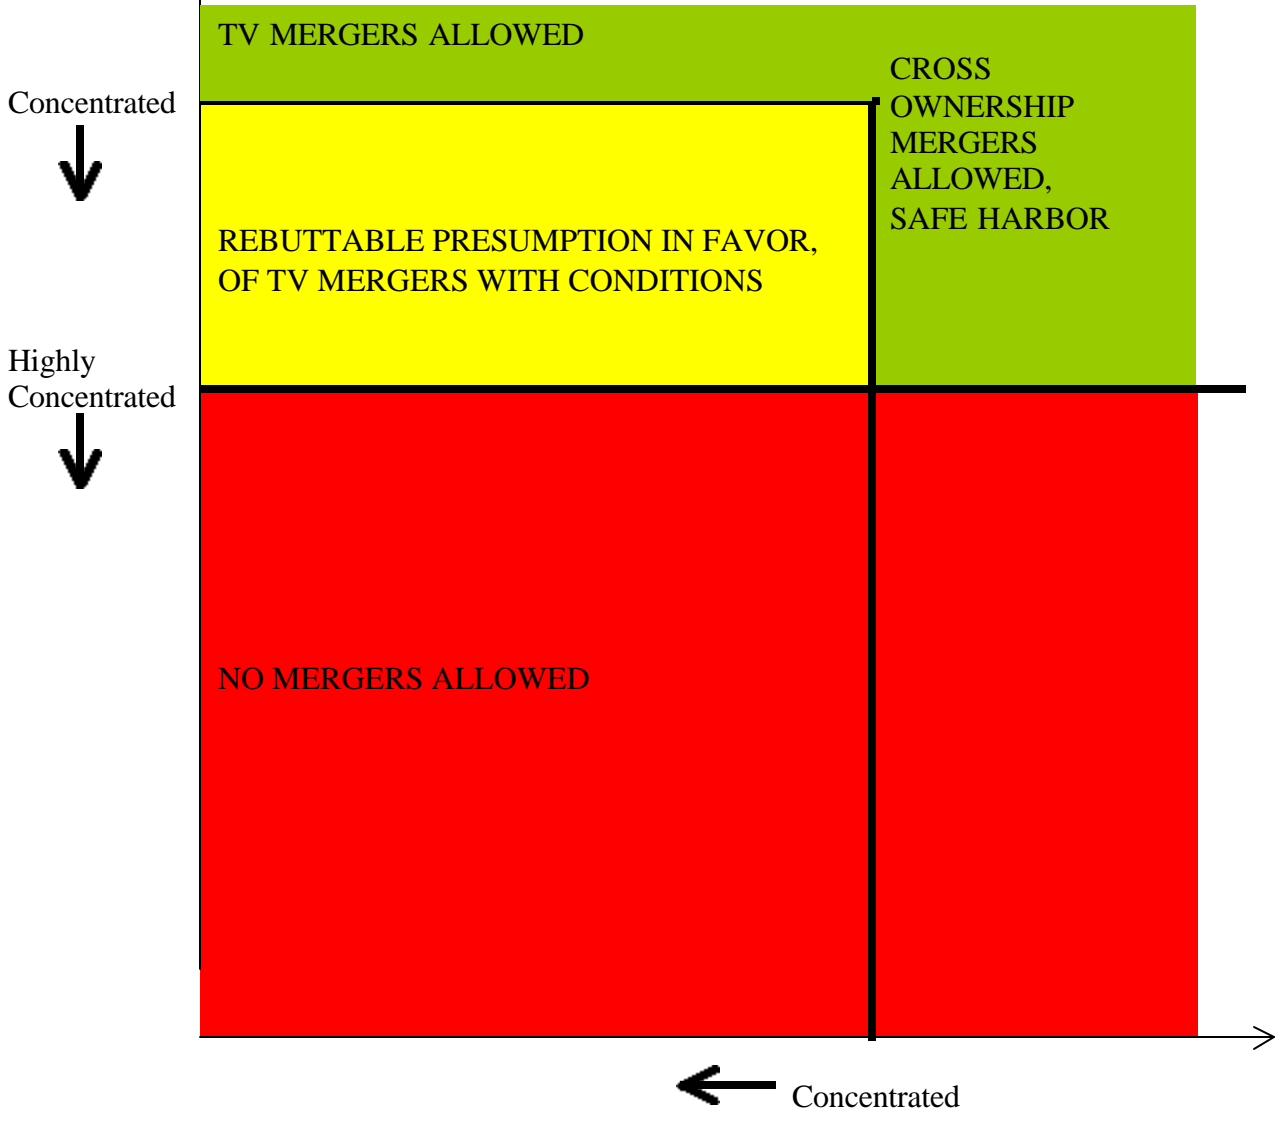 TV MERGERS ALLOWED
CROSS
OWNERSHIP
MERGERS
ALLOWED,
SAFE HARBOR
Concentrated
REBUTTABLE PRESUMPTION IN FAVOR,
OF TV MERGERS WITH CONDITIONS
Highly
Concentrated
NO MERGERS ALLOWED
Concentrated